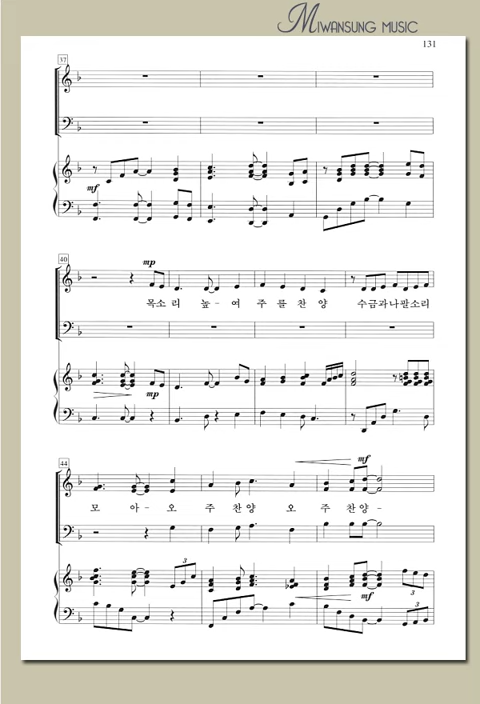 MIWANSUNG MUSIC
131
37
mf
40
mp
목소 리 높 - 여 주 를 찬 양 수금과나팔소리
mp
44
mf
모 아 - 오 주 찬양 오 주 찬양 -
3
3
mf